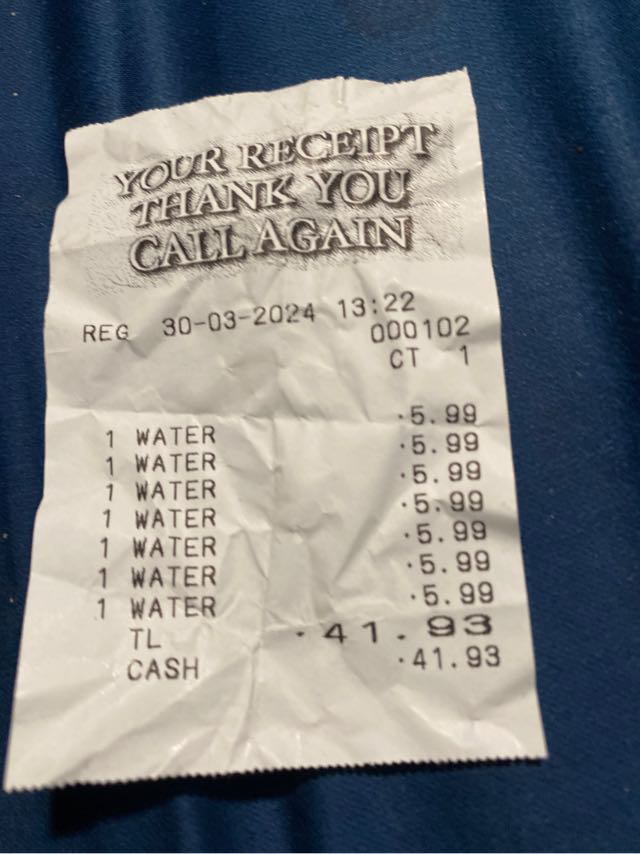 YOUR RECEIPT
THANK YOU
CALL AGAIN
REG 30-03-2024 13:22
000102
CT 1
1 WATER ·5.99
1 WATER ·5.99
1 WATER ·5.99
1 WATER ·5.99
1 WATER ·5.99
1 WATER ·5.99
1 WATER ·5.99
TL ·41.93
CASH ·41.93